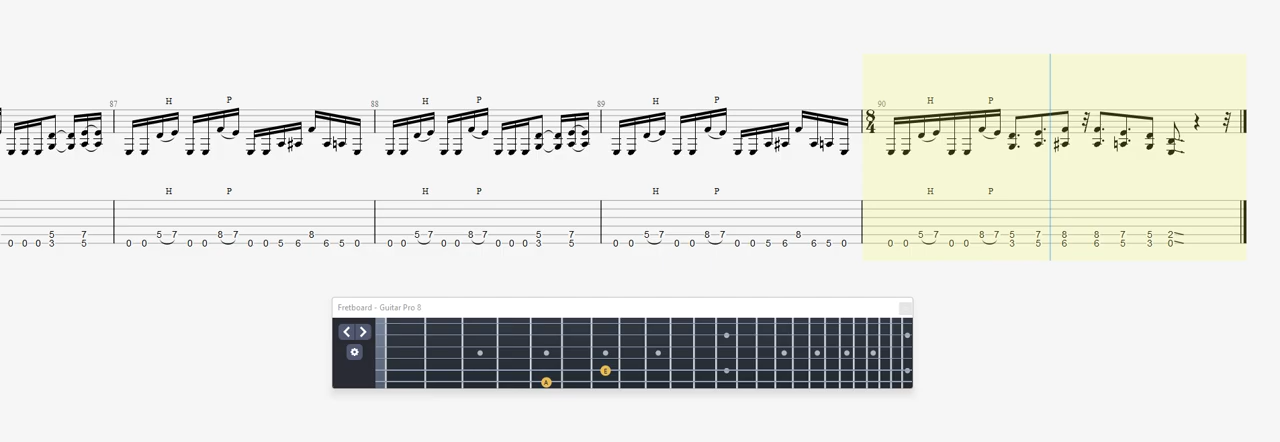 87 88 89 90
H P H P H P H P
8
4
H P H P H P H P
5 7 5 7 8 7 8 5 7 8 7 5 7 5 7 8 7 8 5 7 8 7 5 7 8 8 7 5 2
0 0 0 3 5 0 0 0 0 0 0 5 6 6 5 0 0 0 0 0 0 0 0 3 5 0 0 0 0 0 0 5 6 6 5 0 0 0 0 0 3 5 6 6 5 3 0
Fretboard - Guitar Pro 8
E
A